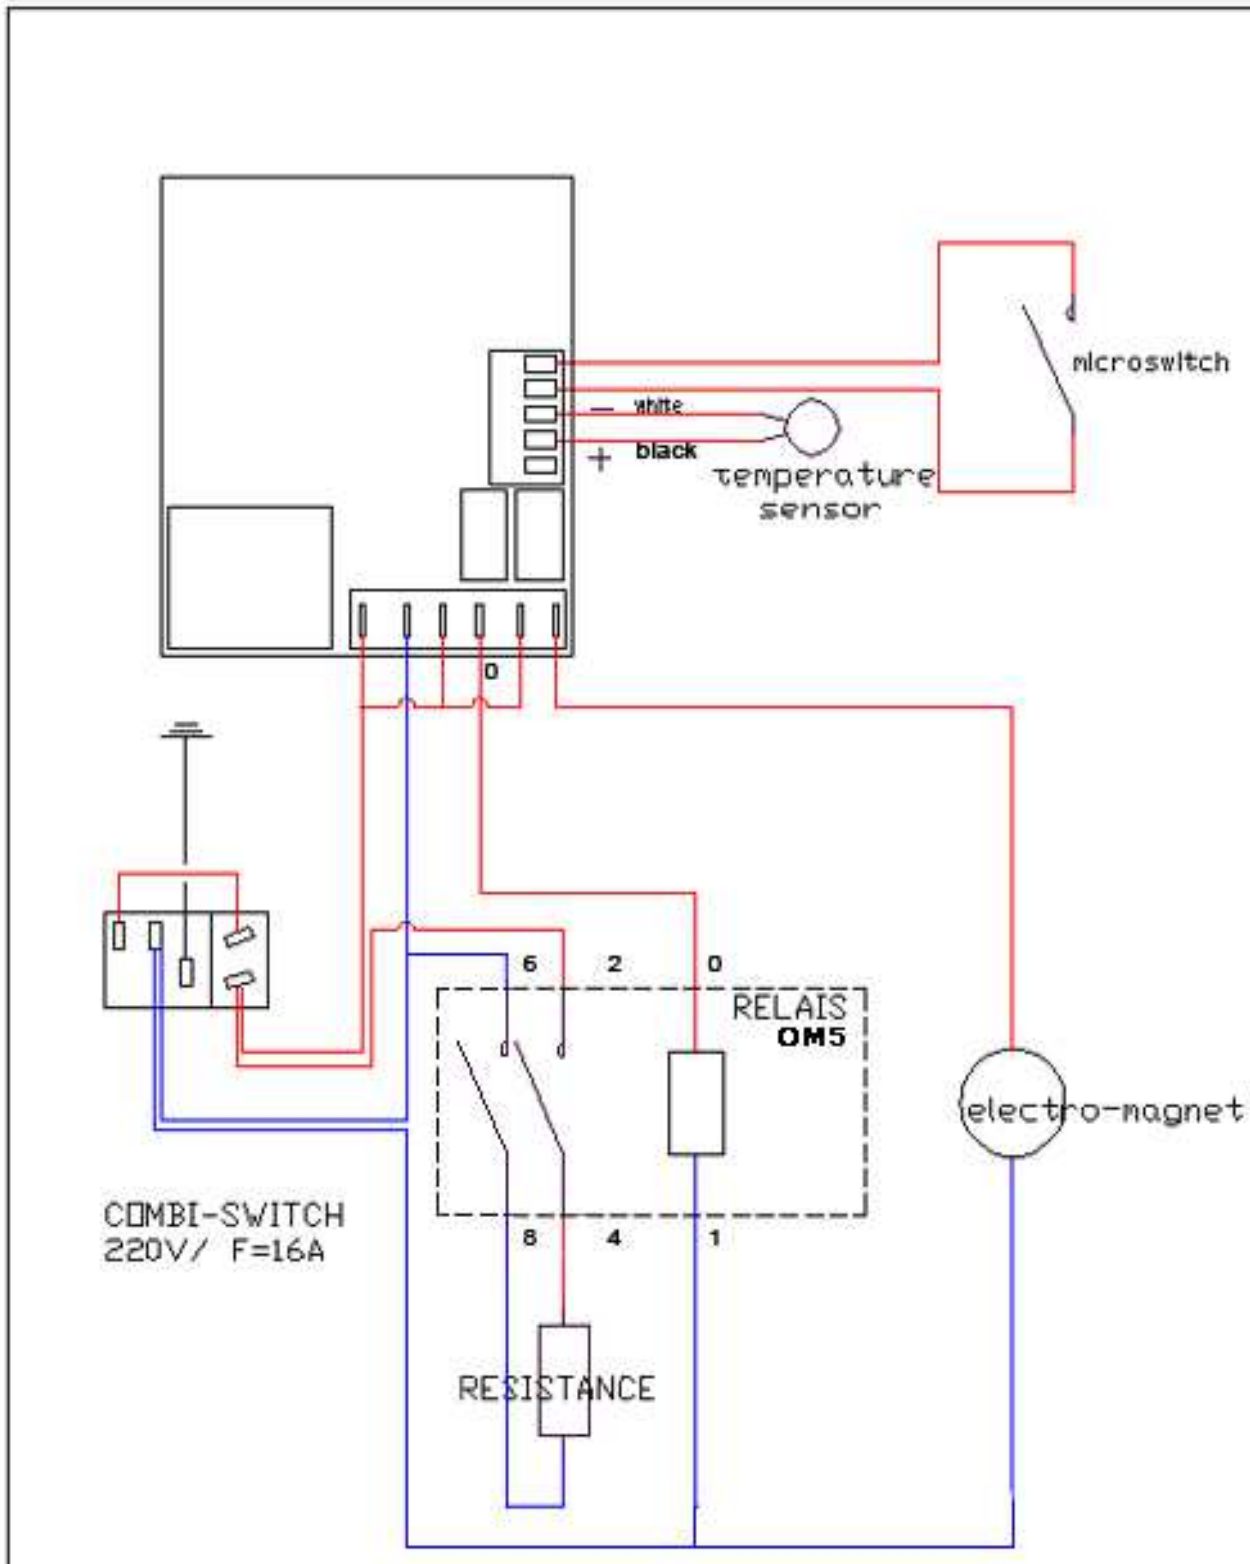 microswitch
− white
+ black
temperature
sensor
0
6 2 0
RELAIS
OM5
electro-magnet
COMBI-SWITCH
220V/ F=16A
8 4 1
RESISTANCE